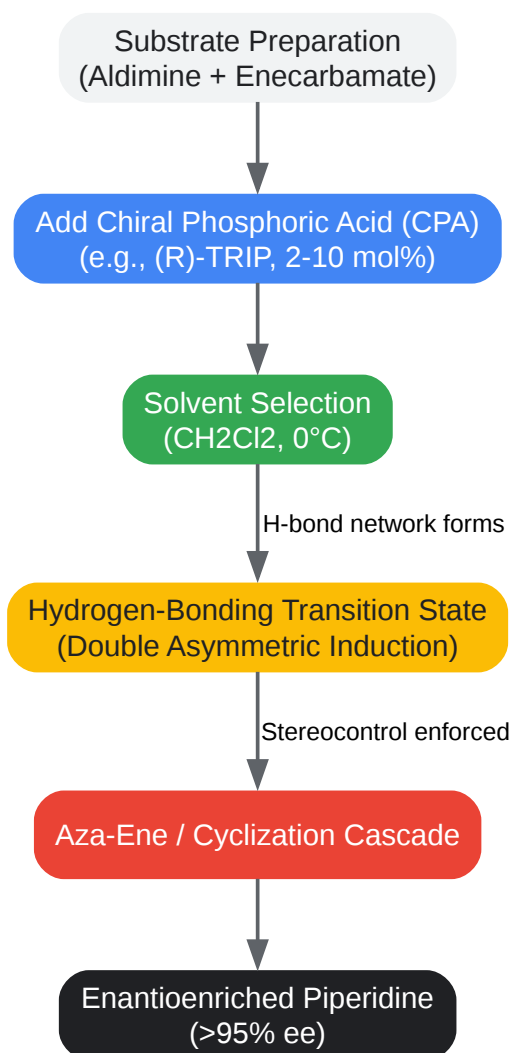 Substrate Preparation
(Aldimine + Enecarbamate)
Add Chiral Phosphoric Acid (CPA)
(e.g., (R)-TRIP, 2-10 mol%)
Solvent Selection
(CH2Cl2, 0°C)
H-bond network forms
Hydrogen-Bonding Transition State
(Double Asymmetric Induction)
Stereocontrol enforced
Aza-Ene / Cyclization Cascade
Enantioenriched Piperidine
(>95% ee)